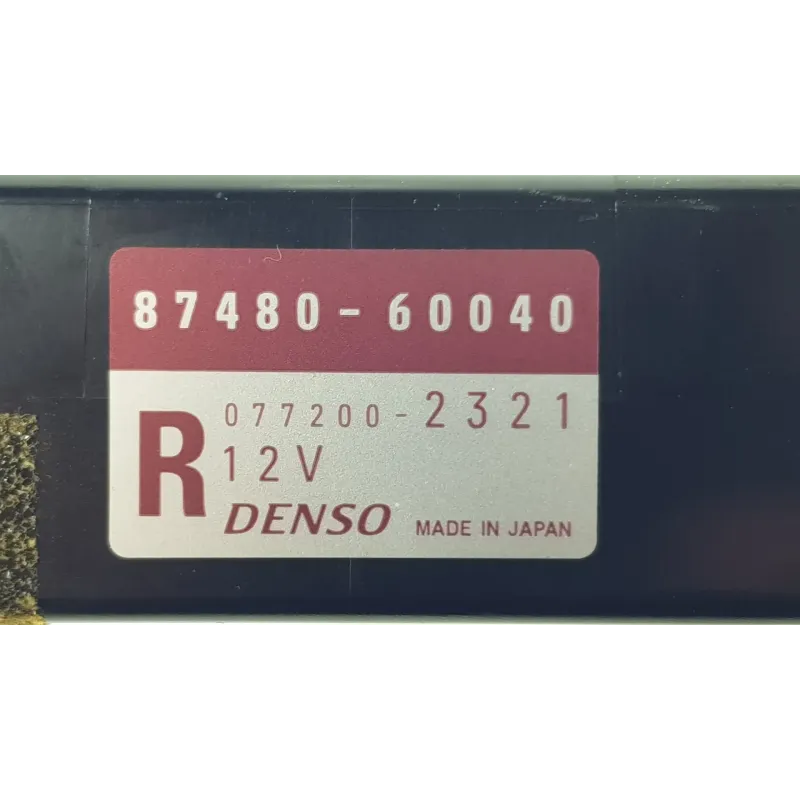 87480-60040
R
077200-2321
12V
DENSO MADE IN JAPAN